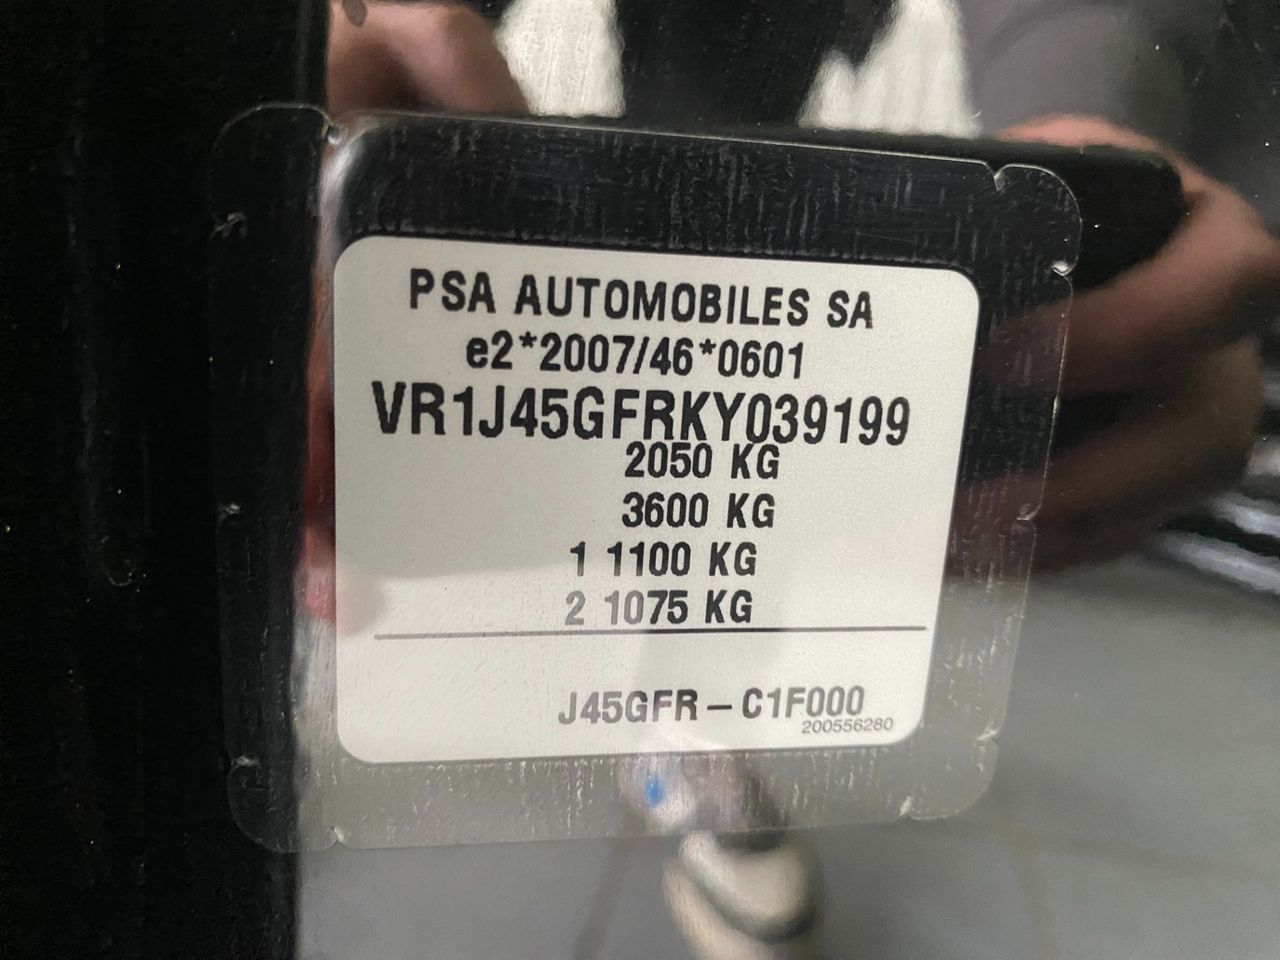 PSA AUTOMOBILES SA
e2*2007/46*0601
VR1J45GFRKY039199
2050 KG
3600 KG
1 1100 KG
2 1075 KG
J45GFR – C1F000
200556280